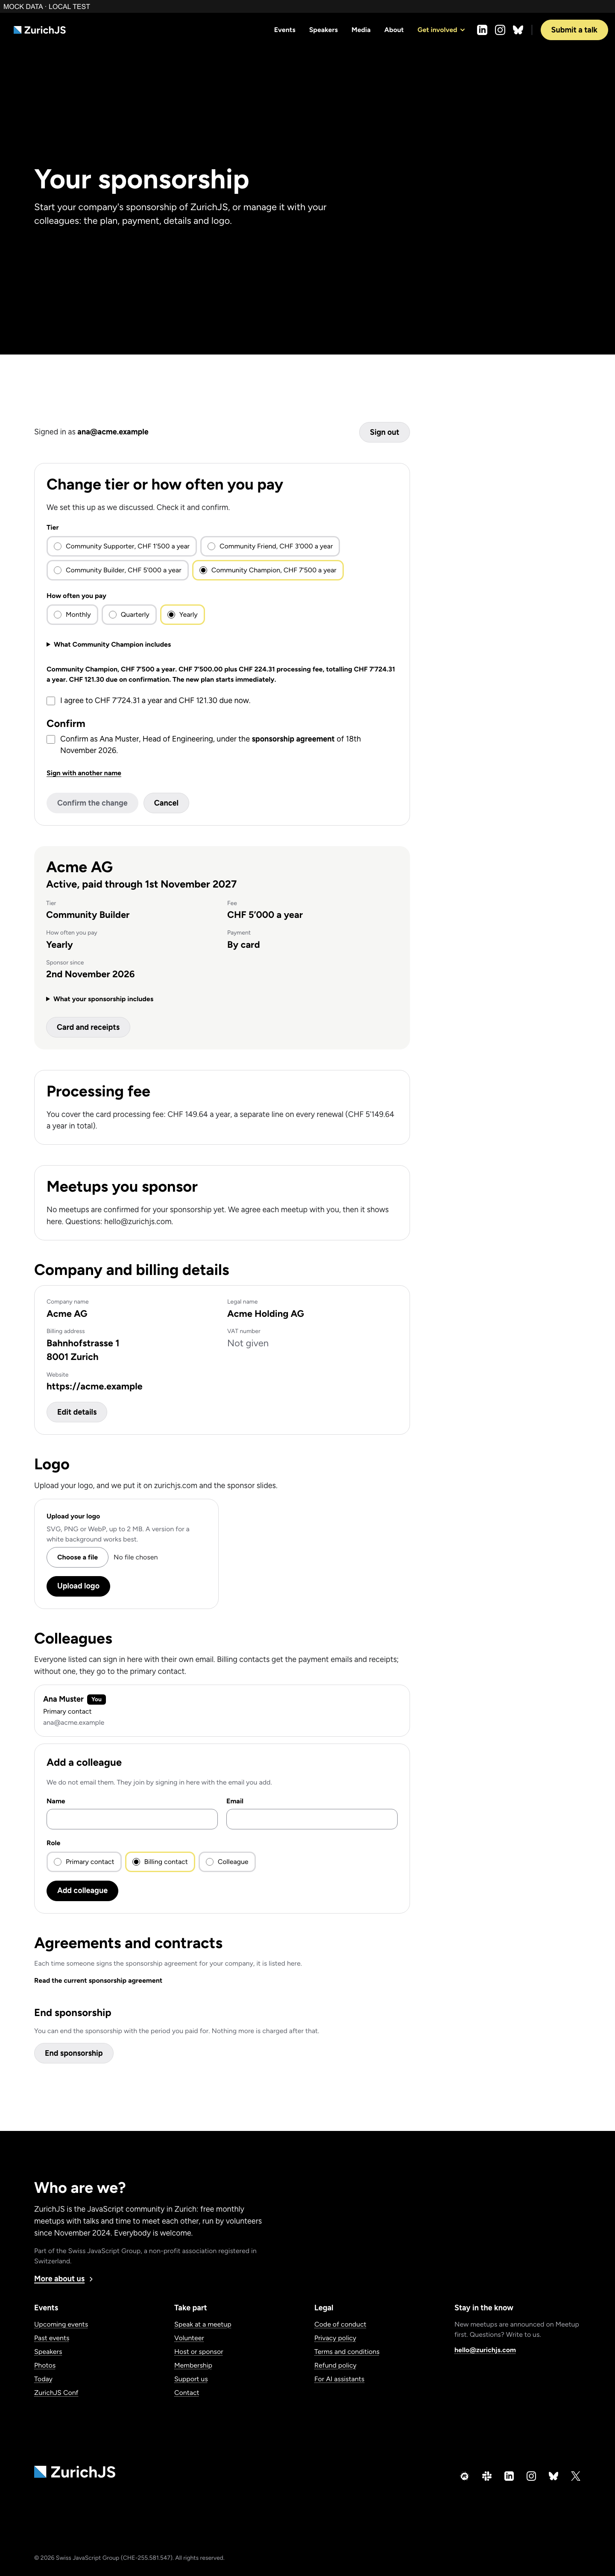 MOCK DATA · LOCAL TEST
ZurichJS
Events
Speakers
Media
About
Get involved
Submit a talk
Your sponsorship
Start your company's sponsorship of ZurichJS, or manage it with your
colleagues: the plan, payment, details and logo.
Signed in as ana@acme.example
Sign out
Change tier or how often you pay
We set this up as we discussed. Check it and confirm.
Tier
Community Supporter, CHF 1'500 a year
Community Friend, CHF 3'000 a year
Community Builder, CHF 5'000 a year
Community Champion, CHF 7'500 a year
How often you pay
Monthly
Quarterly
Yearly
What Community Champion includes
Community Champion, CHF 7'500 a year. CHF 7'500.00 plus CHF 224.31 processing fee, totalling CHF 7'724.31
a year. CHF 121.30 due on confirmation. The new plan starts immediately.
I agree to CHF 7'724.31 a year and CHF 121.30 due now.
Confirm
Confirm as Ana Muster, Head of Engineering, under the sponsorship agreement of 18th
November 2026.
Sign with another name
Confirm the change
Cancel
Acme AG
Active, paid through 1st November 2027
Tier
Community Builder
Fee
CHF 5'000 a year
How often you pay
Yearly
Payment
By card
Sponsor since
2nd November 2026
What your sponsorship includes
Card and receipts
Processing fee
You cover the card processing fee: CHF 149.64 a year, a separate line on every renewal (CHF 5'149.64
a year in total).
Meetups you sponsor
No meetups are confirmed for your sponsorship yet. We agree each meetup with you, then it shows
here. Questions: hello@zurichjs.com.
Company and billing details
Company name
Acme AG
Legal name
Acme Holding AG
Billing address
Bahnhofstrasse 1
8001 Zurich
VAT number
Not given
Website
https://acme.example
Edit details
Logo
Upload your logo, and we put it on zurichjs.com and the sponsor slides.
Upload your logo
SVG, PNG or WebP, up to 2 MB. A version for a
white background works best.
Choose a file
No file chosen
Upload logo
Colleagues
Everyone listed can sign in here with their own email. Billing contacts get the payment emails and receipts;
without one, they go to the primary contact.
Ana Muster You
Primary contact
ana@acme.example
Add a colleague
We do not email them. They join by signing in here with the email you add.
Name
Email
Role
Primary contact
Billing contact
Colleague
Add colleague
Agreements and contracts
Each time someone signs the sponsorship agreement for your company, it is listed here.
Read the current sponsorship agreement
End sponsorship
You can end the sponsorship with the period you paid for. Nothing more is charged after that.
End sponsorship
Who are we?
ZurichJS is the JavaScript community in Zurich: free monthly
meetups with talks and time to meet each other, run by volunteers
since November 2024. Everybody is welcome.
Part of the Swiss JavaScript Group, a non-profit association registered in
Switzerland.
More about us
Events
Upcoming events
Past events
Speakers
Photos
Today
ZurichJS Conf
Take part
Speak at a meetup
Volunteer
Host or sponsor
Membership
Support us
Contact
Legal
Code of conduct
Privacy policy
Terms and conditions
Refund policy
For AI assistants
Stay in the know
New meetups are announced on Meetup
first. Questions? Write to us.
hello@zurichjs.com
ZurichJS
© 2026 Swiss JavaScript Group (CHE-255.581.547). All rights reserved.